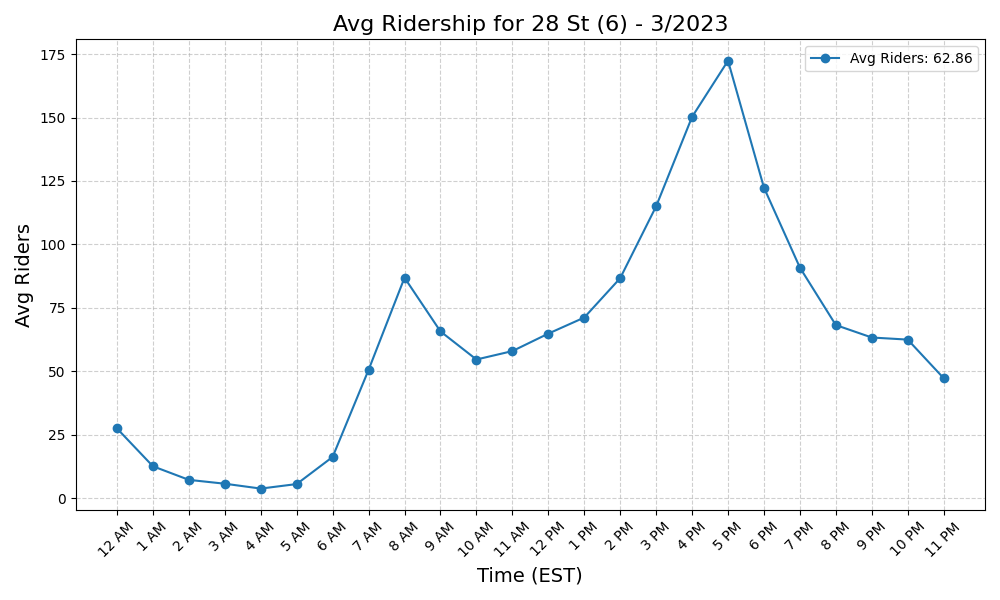 Avg Ridership for 28 St (6) - 3/2023
Avg Riders: 62.86
Avg Riders
175
150
125
100
75
50
25
0
12 AM
1 AM
2 AM
3 AM
4 AM
5 AM
6 AM
7 AM
8 AM
9 AM
10 AM
11 AM
12 PM
1 PM
2 PM
3 PM
4 PM
5 PM
6 PM
7 PM
8 PM
9 PM
10 PM
11 PM
Time (EST)